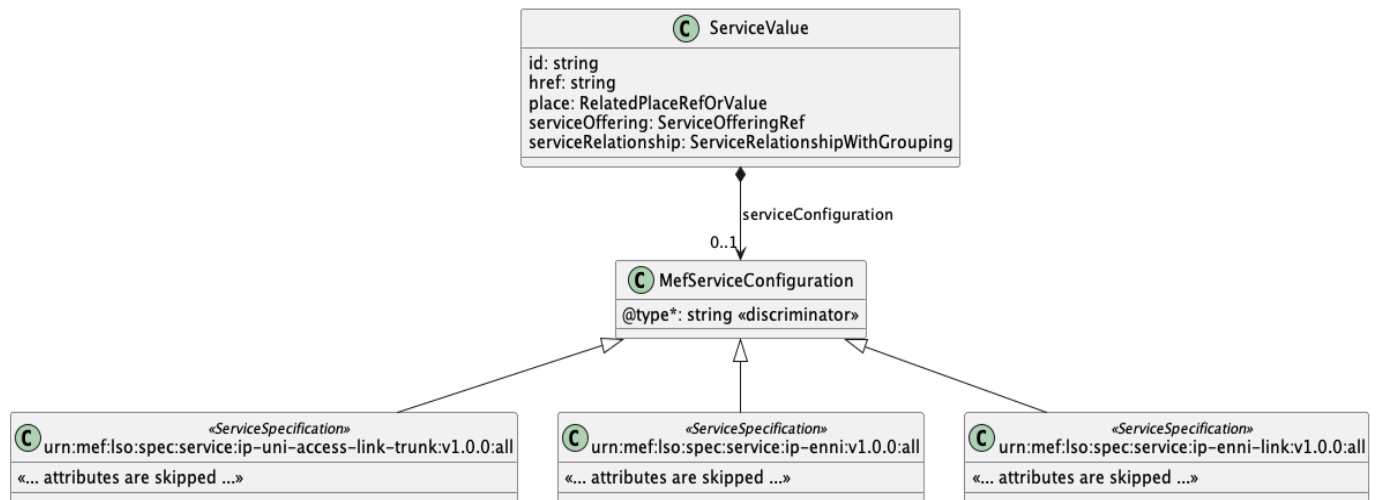 C ServiceValue
id: string
href: string
place: RelatedPlaceRefOrValue
serviceOffering: ServiceOfferingRef
serviceRelationship: ServiceRelationshipWithGrouping
serviceConfiguration
0..1
C MefServiceConfiguration
@type*: string «discriminator»
«ServiceSpecification»
C urn:mef:lso:spec:service:ip-uni-access-link-trunk:v1.0.0:all
«... attributes are skipped ...»
«ServiceSpecification»
C urn:mef:lso:spec:service:ip-enni:v1.0.0:all
«... attributes are skipped ...»
«ServiceSpecification»
C urn:mef:lso:spec:service:ip-enni-link:v1.0.0:all
«... attributes are skipped ...»